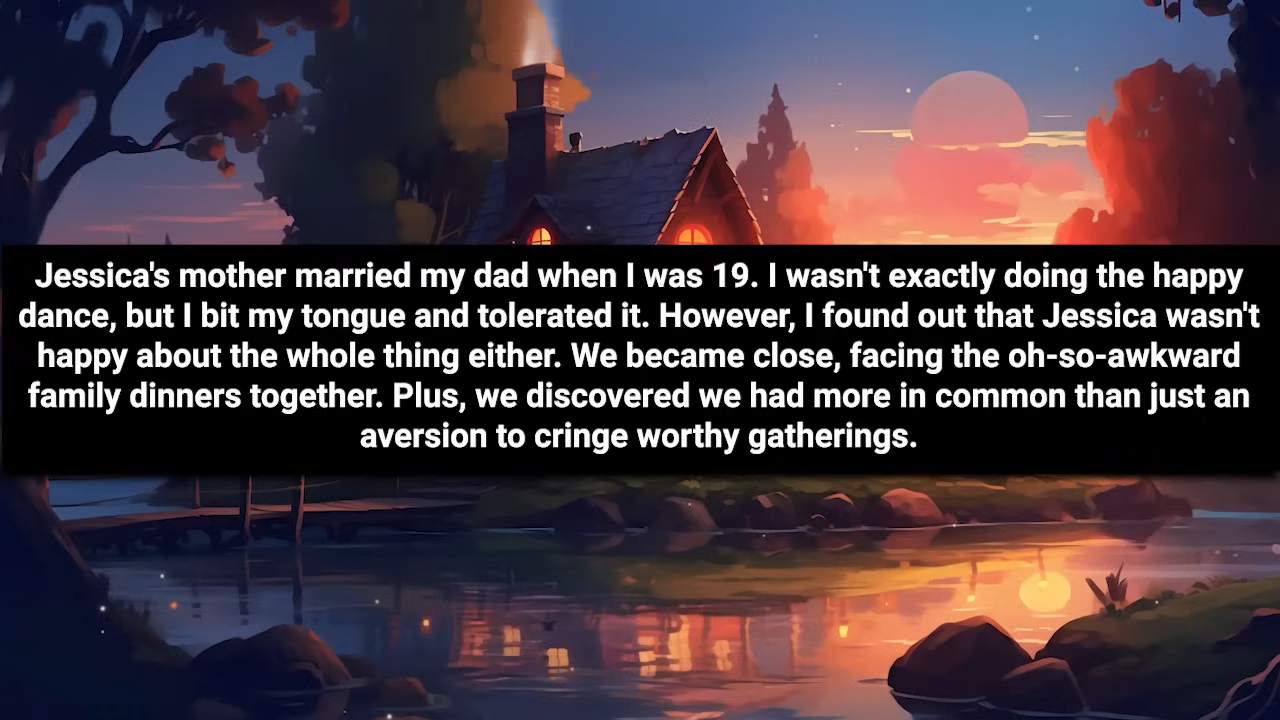 Jessica's mother married my dad when I was 19. I wasn't exactly doing the happy
dance, but I bit my tongue and tolerated it. However, I found out that Jessica wasn't
happy about the whole thing either. We became close, facing the oh-so-awkward
family dinners together. Plus, we discovered we had more in common than just an
aversion to cringe worthy gatherings.